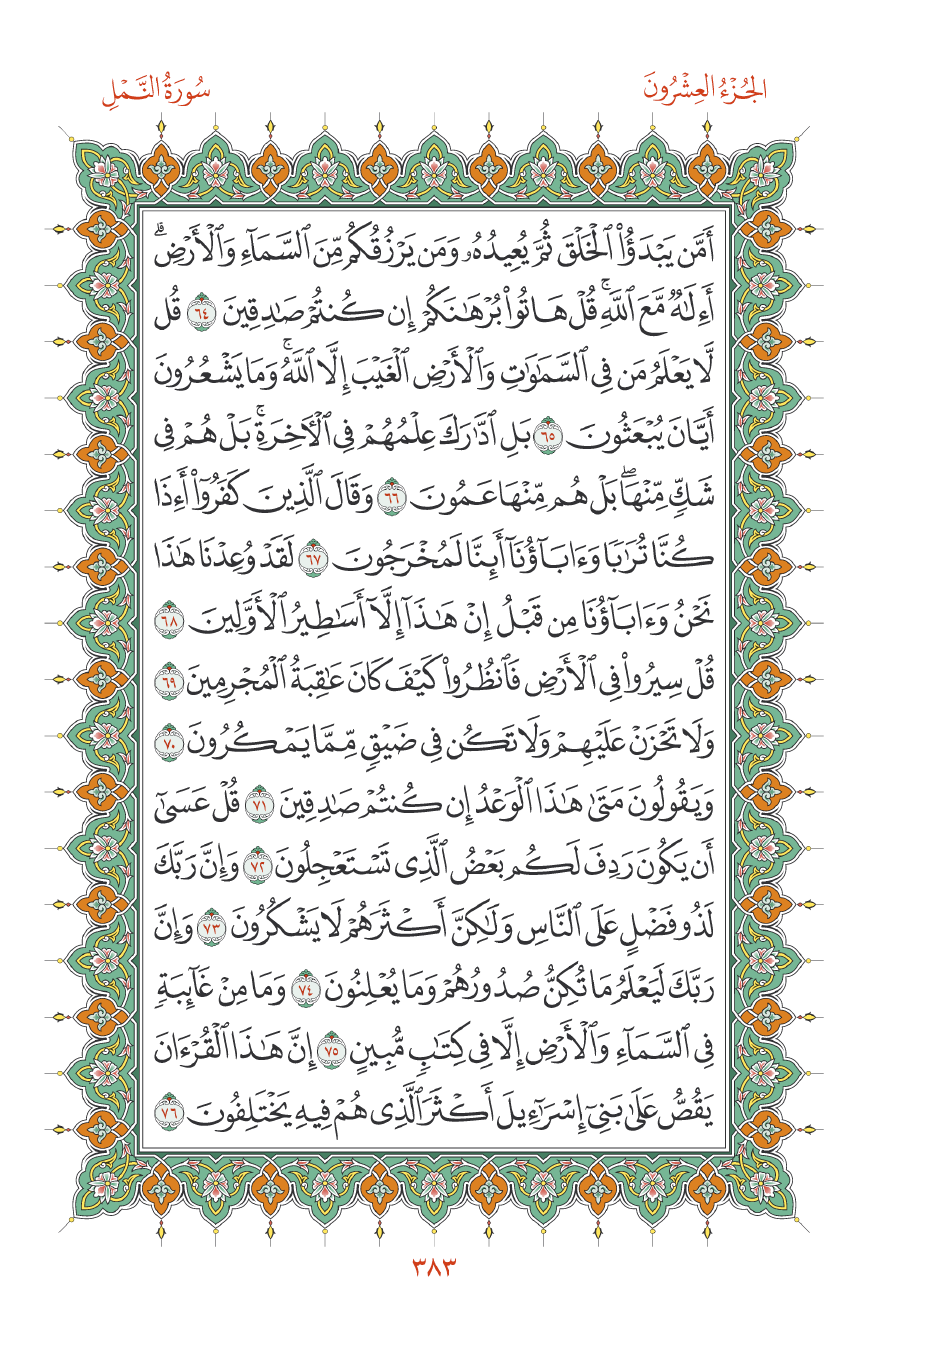 الجُزْءُ العِشْرُونَ
سُورَةُ النَّمْلِ
أَمَّن يَبْدَؤُاْ ٱلْخَلْقَ ثُمَّ يُعِيدُهُۥ وَمَن يَرْزُقُكُم مِّنَ ٱلسَّمَآءِ وَٱلْأَرْضِۗ
أَءِلَٰهٌ مَّعَ ٱللَّهِۚ قُلْ هَاتُواْ بُرْهَٰنَكُمْ إِن كُنتُمْ صَٰدِقِينَ ٦٤ قُل
لَّا يَعْلَمُ مَن فِى ٱلسَّمَٰوَٰتِ وَٱلْأَرْضِ ٱلْغَيْبَ إِلَّا ٱللَّهُۚ وَمَا يَشْعُرُونَ
أَيَّانَ يُبْعَثُونَ ٦٥ بَلِ ٱدَّٰرَكَ عِلْمُهُمْ فِى ٱلْأَخِرَةِۚ بَلْ هُمْ فِى
شَكٍّ مِّنْهَاۖ بَلْ هُم مِّنْهَا عَمُونَ ٦٦ وَقَالَ ٱلَّذِينَ كَفَرُوٓاْ أَءِذَا
كُنَّا تُرَٰبًا وَءَابَآؤُنَآ أَئِنَّا لَمُخْرَجُونَ ٦٧ لَقَدْ وُعِدْنَا هَٰذَا
نَحْنُ وَءَابَآؤُنَا مِن قَبْلُ إِنْ هَٰذَآ إِلَّآ أَسَٰطِيرُ ٱلْأَوَّلِينَ ٦٨
قُلْ سِيرُواْ فِى ٱلْأَرْضِ فَٱنظُرُواْ كَيْفَ كَانَ عَٰقِبَةُ ٱلْمُجْرِمِينَ ٦٩
وَلَا تَحْزَنْ عَلَيْهِمْ وَلَا تَكُن فِى ضَيْقٍ مِّمَّا يَمْكُرُونَ ٧٠
وَيَقُولُونَ مَتَىٰ هَٰذَا ٱلْوَعْدُ إِن كُنتُمْ صَٰدِقِينَ ٧١ قُلْ عَسَىٰٓ
أَن يَكُونَ رَدِفَ لَكُم بَعْضُ ٱلَّذِى تَسْتَعْجِلُونَ ٧٢ وَإِنَّ رَبَّكَ
لَذُو فَضْلٍ عَلَى ٱلنَّاسِ وَلَٰكِنَّ أَكْثَرَهُمْ لَا يَشْكُرُونَ ٧٣ وَإِنَّ
رَبَّكَ لَيَعْلَمُ مَا تُكِنُّ صُدُورُهُمْ وَمَا يُعْلِنُونَ ٧٤ وَمَا مِنْ غَآئِبَةٍ
فِى ٱلسَّمَآءِ وَٱلْأَرْضِ إِلَّا فِى كِتَٰبٍ مُّبِينٍ ٧٥ إِنَّ هَٰذَا ٱلْقُرْءَانَ
يَقُصُّ عَلَىٰ بَنِىٓ إِسْرَٰٓءِيلَ أَكْثَرَ ٱلَّذِى هُمْ فِيهِ يَخْتَلِفُونَ ٧٦
٣٨٣